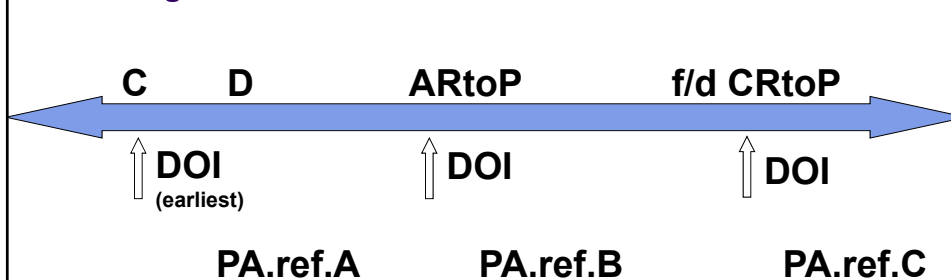 C D ARtoP f/d CRtoP
DOI DOI DOI
(earliest)
PA.ref.A PA.ref.B PA.ref.C